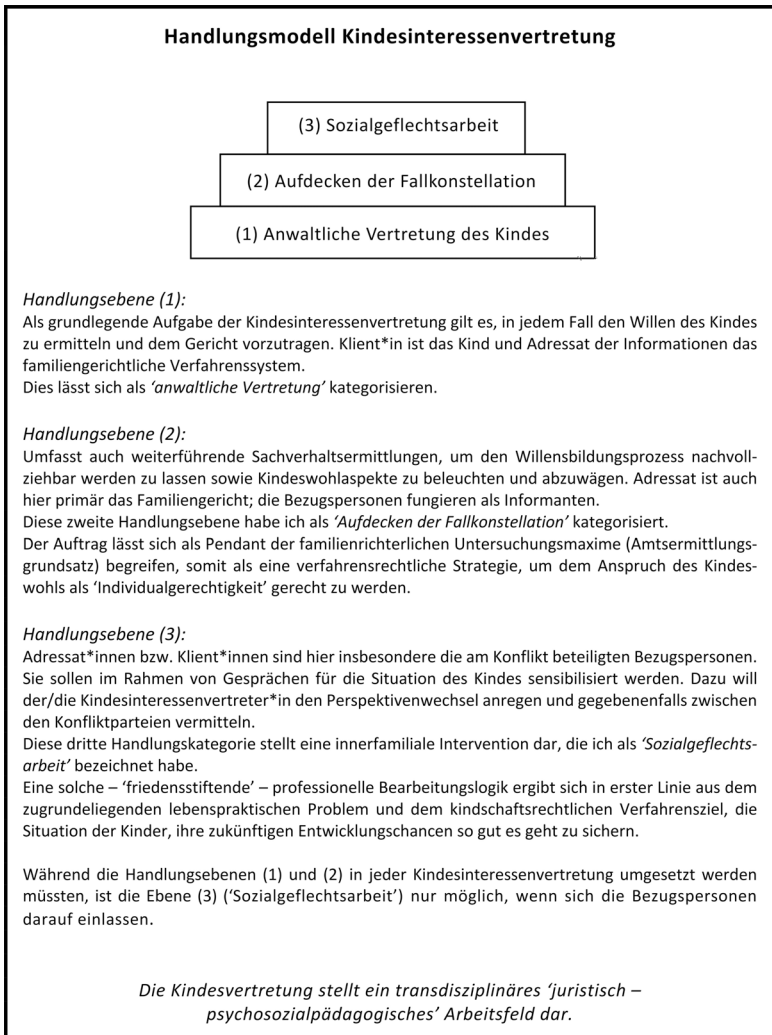 Handlungsmodell Kindesinteressenvertretung
(3) Sozialgeflechtsarbeit
(2) Aufdecken der Fallkonstellation
(1) Anwaltliche Vertretung des Kindes
Handlungsebene (1):
Als grundlegende Aufgabe der Kindesinteressenvertretung gilt es, in jedem Fall den Willen des Kindes
zu ermitteln und dem Gericht vorzutragen. Klient*in ist das Kind und Adressat der Informationen das
familiengerichtliche Verfahrenssystem.
Dies lässt sich als ‘anwaltliche Vertretung’ kategorisieren.
Handlungsebene (2):
Umfasst auch weiterführende Sachverhaltsermittlungen, um den Willensbildungsprozess nachvoll-
ziehbar werden zu lassen sowie Kindeswohlaspekte zu beleuchten und abzuwägen. Adressat ist auch
hier primär das Familiengericht; die Bezugspersonen fungieren als Informanten.
Diese zweite Handlungsebene habe ich als ‘Aufdecken der Fallkonstellation’ kategorisiert.
Der Auftrag lässt sich als Pendant der familienrichterlichen Untersuchungsmaxime (Amtsermittlungs-
grundsatz) begreifen, somit als eine verfahrensrechtliche Strategie, um dem Anspruch des Kindes-
wohls als ‘Individualgerechtigkeit’ gerecht zu werden.
Handlungsebene (3):
Adressat*innen bzw. Klient*innen sind hier insbesondere die am Konflikt beteiligten Bezugspersonen.
Sie sollen im Rahmen von Gesprächen für die Situation des Kindes sensibilisiert werden. Dazu will
der/die Kindesinteressenvertreter*in den Perspektivenwechsel anregen und gegebenenfalls zwischen
den Konfliktparteien vermitteln.
Diese dritte Handlungskategorie stellt eine innerfamiliale Intervention dar, die ich als ‘Sozialgeflechts-
arbeit’ bezeichnet habe.
Eine solche – ‘friedensstiftende’ – professionelle Bearbeitungslogik ergibt sich in erster Linie aus dem
zugrundeliegenden lebenspraktischen Problem und dem kindschaftsrechtlichen Verfahrensziel, die
Situation der Kinder, ihre zukünftigen Entwicklungschancen so gut es geht zu sichern.
Während die Handlungsebenen (1) und (2) in jeder Kindesinteressenvertretung umgesetzt werden
müssten, ist die Ebene (3) (‘Sozialgeflechtsarbeit’) nur möglich, wenn sich die Bezugspersonen
darauf einlassen.
Die Kindesvertretung stellt ein transdisziplinäres ‘juristisch –
psychosozialpädagogisches’ Arbeitsfeld dar.